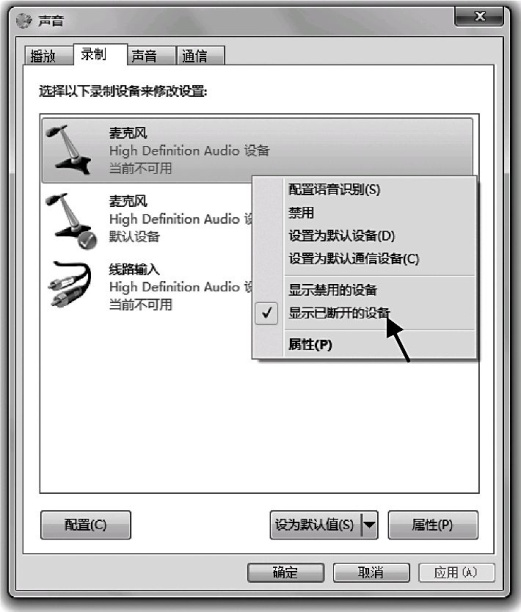 声音
播放 录制 声音 通信
选择以下录制设备来修改设置:
麦克风
High Definition Audio 设备
当前不可用
麦克风
High Definition Audio 设
默认设备
线路输入
High Definition Audio 设
当前不可用
配置语音识别(S)
禁用
设置为默认设备(D)
设置为默认通信设备(C)
显示禁用的设备
显示已断开的设备
属性(P)
配置(C) 设为默认值(S) 属性(P)
确定 取消 应用(A)